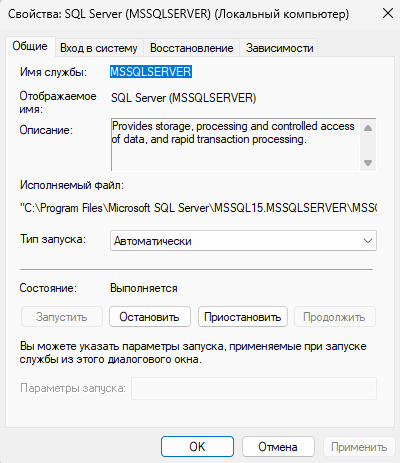 Свойства: SQL Server (MSSQLSERVER) (Локальный компьютер)
Общие Вход в систему Восстановление Зависимости
Имя службы: MSSQLSERVER
Отображаемое имя: SQL Server (MSSQLSERVER)
Описание: Provides storage, processing and controlled access
of data, and rapid transaction processing.
Исполняемый файл:
"C:\Program Files\Microsoft SQL Server\MSSQL15.MSSQLSERVER\MSSQ
Тип запуска: Автоматически
Состояние: Выполняется
Запустить Остановить Приостановить Продолжить
Вы можете указать параметры запуска, применяемые при запуске
службы из этого диалогового окна.
Параметры запуска:
OK Отмена Применить